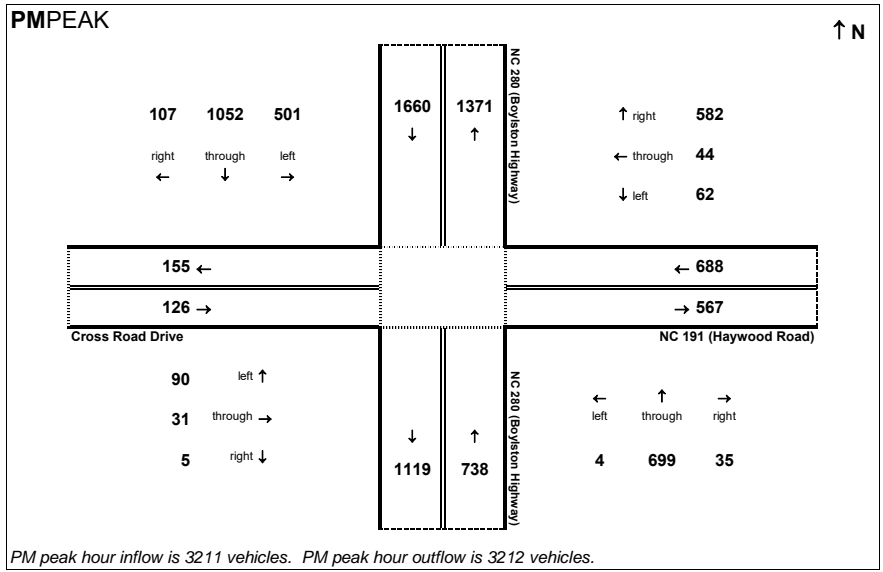 PMPEAK
↑ N
107 1052 501
right through left
← ↓ →
1660 1371
↓ ↑
NC 280 (Boylston Highway)
↑ right 582
← through 44
↓ left 62
155 ←
← 688
126 →
→ 567
Cross Road Drive
NC 191 (Haywood Road)
90 left ↑
31 through →
5 right ↓
↓ ↑
1119 738
NC 280 (Boylston Highway)
← ↑ →
left through right
4 699 35
PM peak hour inflow is 3211 vehicles. PM peak hour outflow is 3212 vehicles.